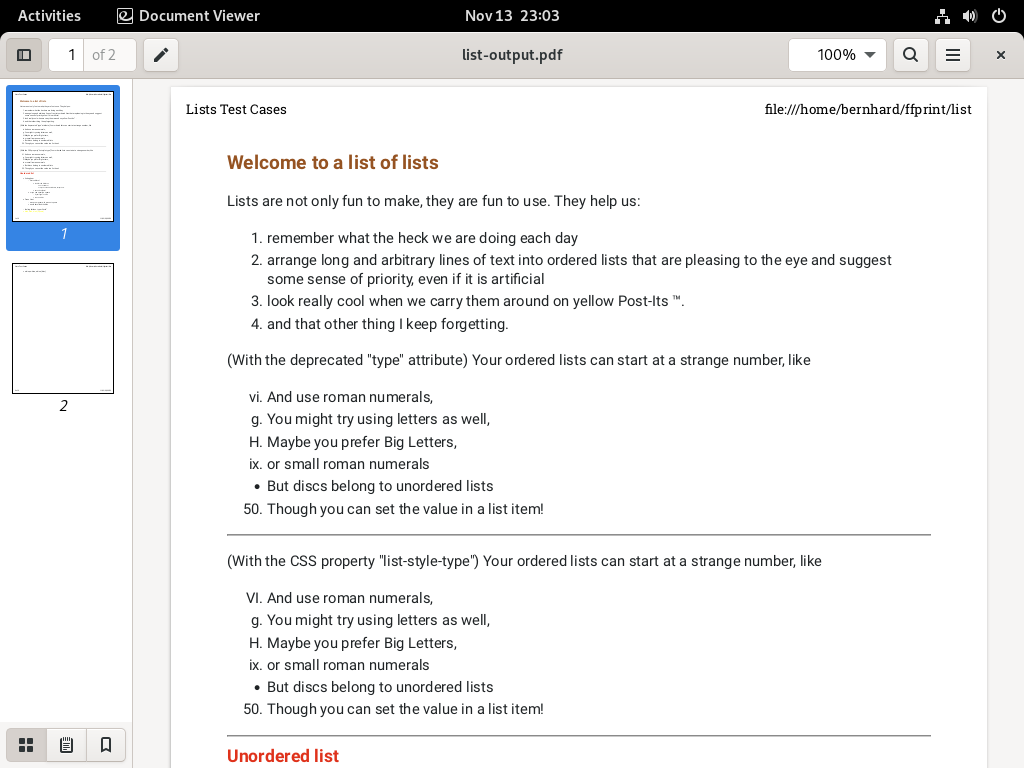 Activities Document Viewer Nov 13 23:03
1 of 2 list-output.pdf 100%
1
2
Lists Test Cases file:///home/bernhard/ffprint/list
Welcome to a list of lists
Lists are not only fun to make, they are fun to use. They help us:
1. remember what the heck we are doing each day
2. arrange long and arbitrary lines of text into ordered lists that are pleasing to the eye and suggest
some sense of priority, even if it is artificial
3. look really cool when we carry them around on yellow Post-Its ™.
4. and that other thing I keep forgetting.
(With the deprecated "type" attribute) Your ordered lists can start at a strange number, like
vi. And use roman numerals,
g. You might try using letters as well,
H. Maybe you prefer Big Letters,
ix. or small roman numerals
• But discs belong to unordered lists
50. Though you can set the value in a list item!
(With the CSS property "list-style-type") Your ordered lists can start at a strange number, like
VI. And use roman numerals,
g. You might try using letters as well,
H. Maybe you prefer Big Letters,
ix. or small roman numerals
• But discs belong to unordered lists
50. Though you can set the value in a list item!
Unordered list